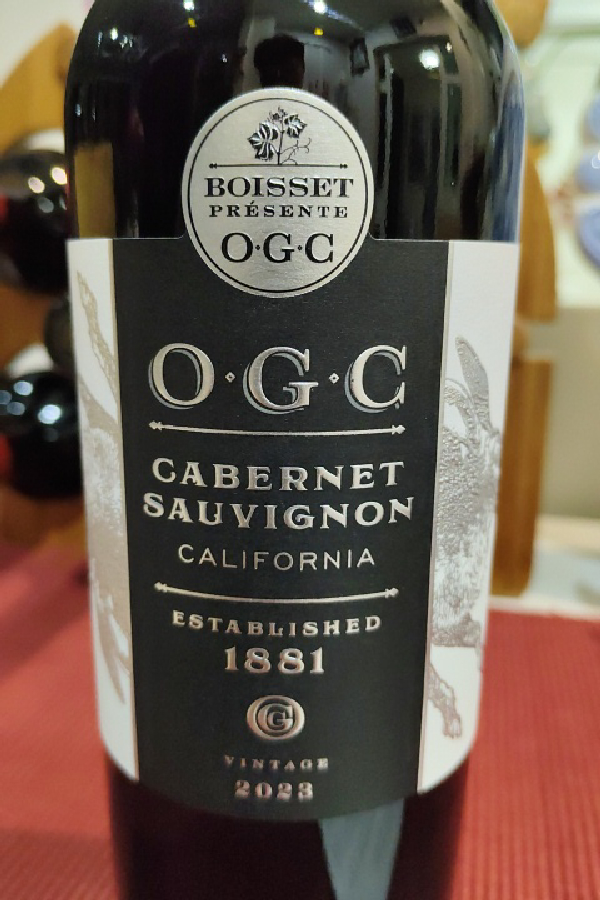 BOISSET
PRÉSENTE
O·G·C
O·G·C
CABERNET
SAUVIGNON
CALIFORNIA
ESTABLISHED
1881
VINTAGE
2023